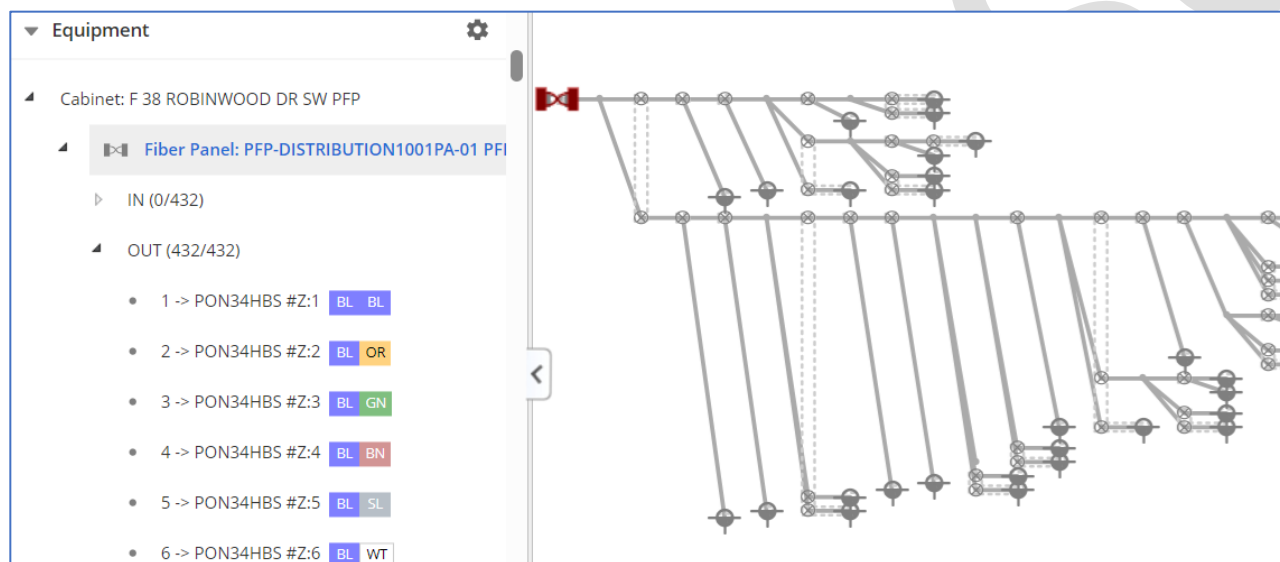 Equipment
Cabinet: F 38 ROBINWOOD DR SW PFP
Fiber Panel: PFP-DISTRIBUTION1001PA-01
IN (0/432)
OUT (432/432)
1 -> PON34HBS #Z:1 BL BL
2 -> PON34HBS #Z:2 BL OR
3 -> PON34HBS #Z:3 BL GN
4 -> PON34HBS #Z:4 BL BN
5 -> PON34HBS #Z:5 BL SL
6 -> PON34HBS #Z:6 BL WT